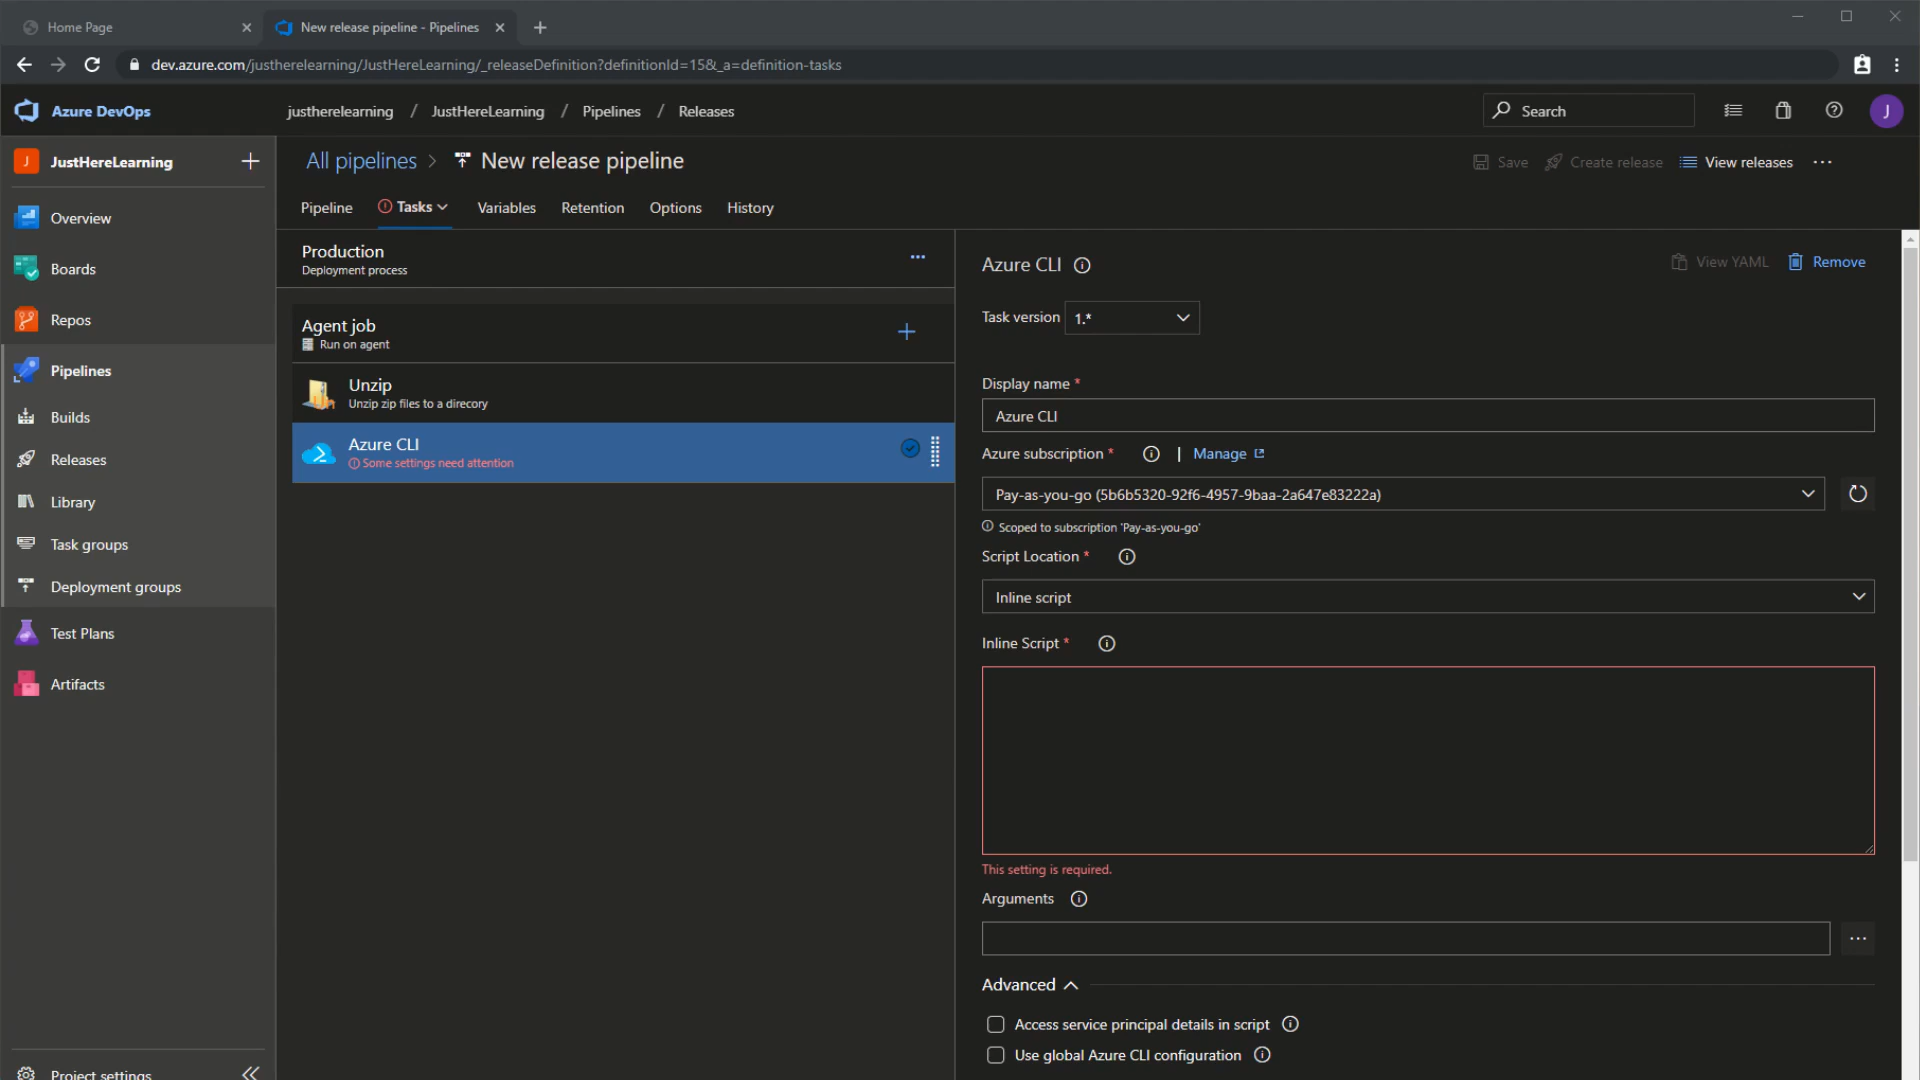 Home Page
New release pipeline - Pipelines
dev.azure.com/justherelearning/JustHereLearning/_releaseDefinition?definitionId=15&_a=definition-tasks
Azure DevOps
justherelearning / JustHereLearning / Pipelines / Releases
Search
J
J JustHereLearning
Overview
Boards
Repos
Pipelines
Builds
Releases
Library
Task groups
Deployment groups
Test Plans
Artifacts
Project settings
All pipelines > New release pipeline
Save
Create release
View releases
Pipeline
Tasks
Variables
Retention
Options
History
Production
Deployment process
Agent job
Run on agent
Unzip
Unzip zip files to a direcory
Azure CLI
Some settings need attention
Azure CLI
View YAML
Remove
Task version 1.*
Display name *
Azure CLI
Azure subscription * | Manage
Pay-as-you-go (5b6b5320-92f6-4957-9baa-2a647e83222a)
Scoped to subscription 'Pay-as-you-go'
Script Location *
Inline script
Inline Script *
This setting is required.
Arguments
Advanced
Access service principal details in script
Use global Azure CLI configuration